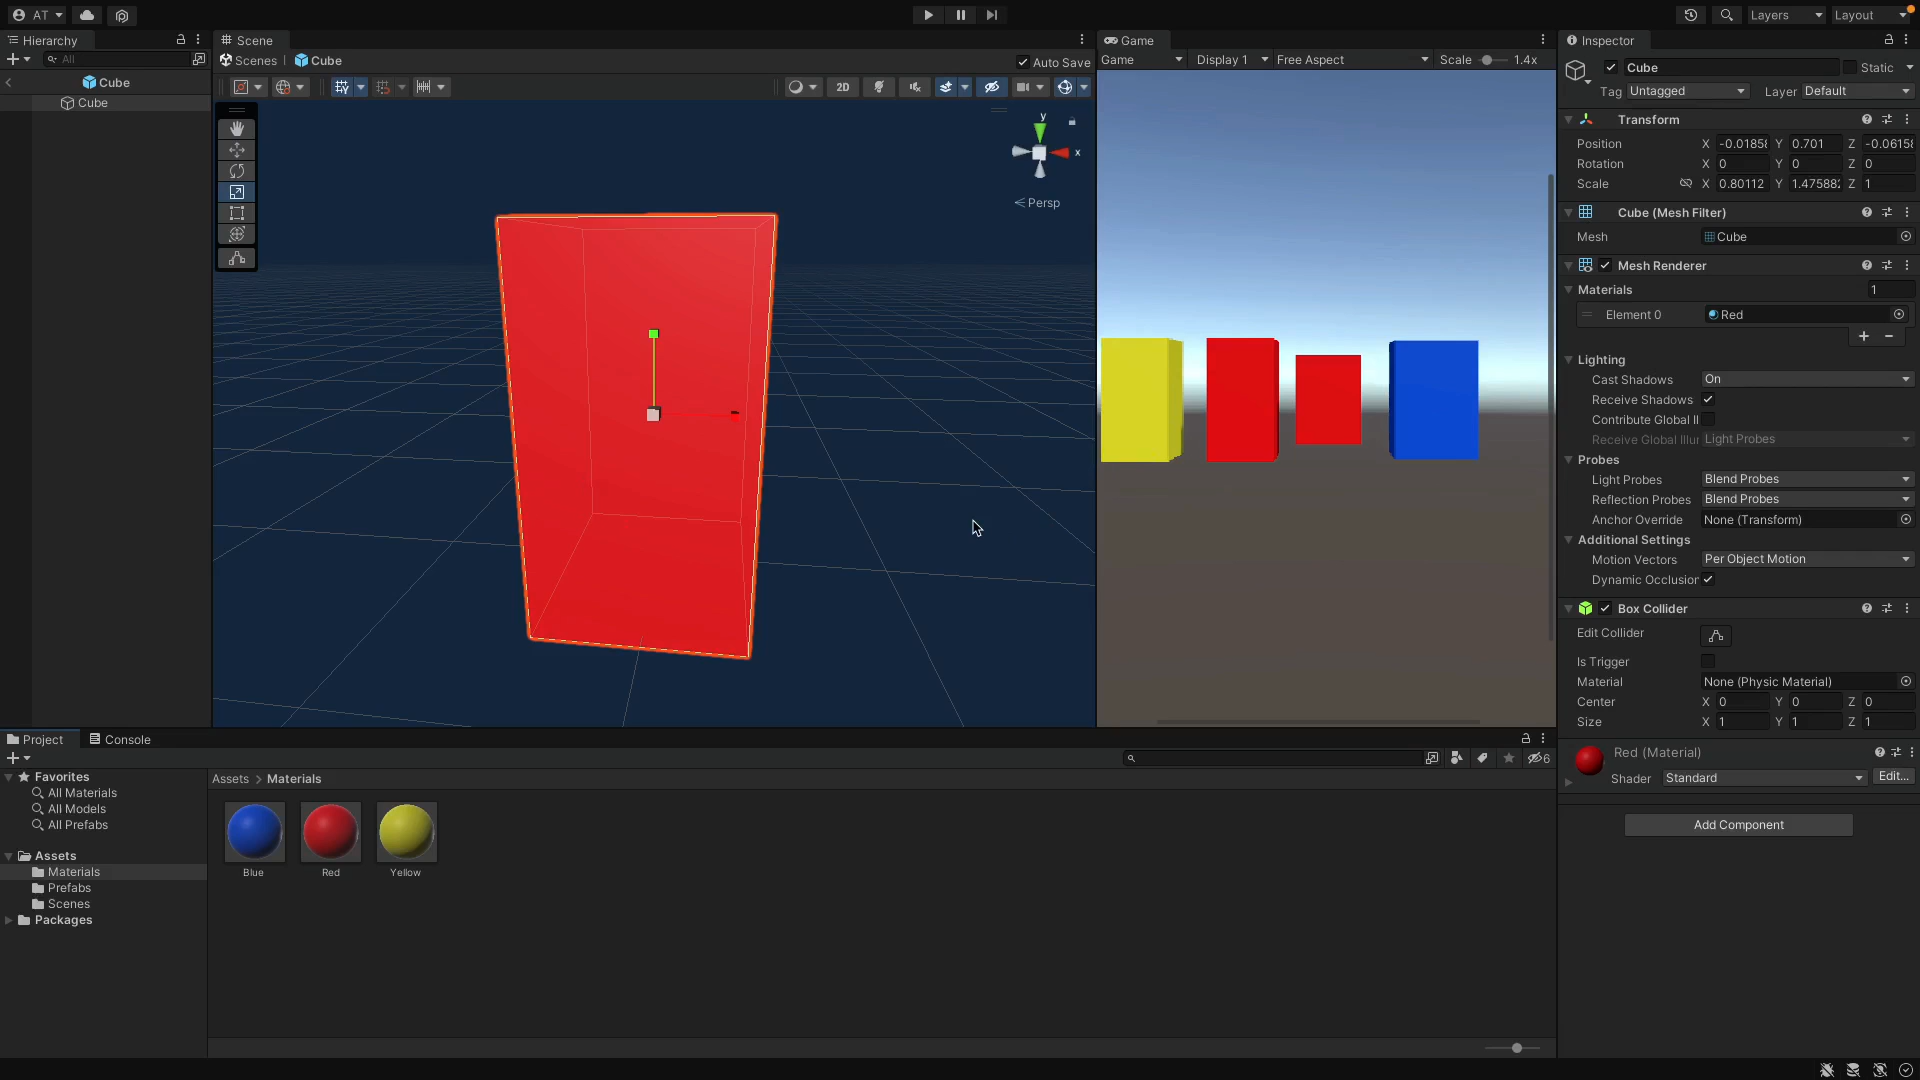 AT
Layers
Layout
Hierarchy
All
Cube
Cube
Scene
Scenes
Cube
Auto Save
2D
y
x
Persp
Game
Game
Display 1
Free Aspect
Scale
1.4x
Inspector
Cube
Static
Tag
Untagged
Layer
Default
Transform
Position
X
-0.0185
Y
0.701
Z
-0.0615
Rotation
X
0
Y
0
Z
0
Scale
X
0.80112
Y
1.47588
Z
1
Cube (Mesh Filter)
Mesh
Cube
Mesh Renderer
Materials
1
Element 0
Red
Lighting
Cast Shadows
On
Receive Shadows
Contribute Global Il
Receive Global Illur
Light Probes
Probes
Light Probes
Blend Probes
Reflection Probes
Blend Probes
Anchor Override
None (Transform)
Additional Settings
Motion Vectors
Per Object Motion
Dynamic Occlusion
Box Collider
Edit Collider
Is Trigger
Material
None (Physic Material)
Center
X
0
Y
0
Z
0
Size
X
1
Y
1
Z
1
Red (Material)
Shader
Standard
Edit...
Add Component
Project
Console
6
Favorites
All Materials
All Models
All Prefabs
Assets
Materials
Prefabs
Scenes
Packages
Assets > Materials
Blue
Red
Yellow